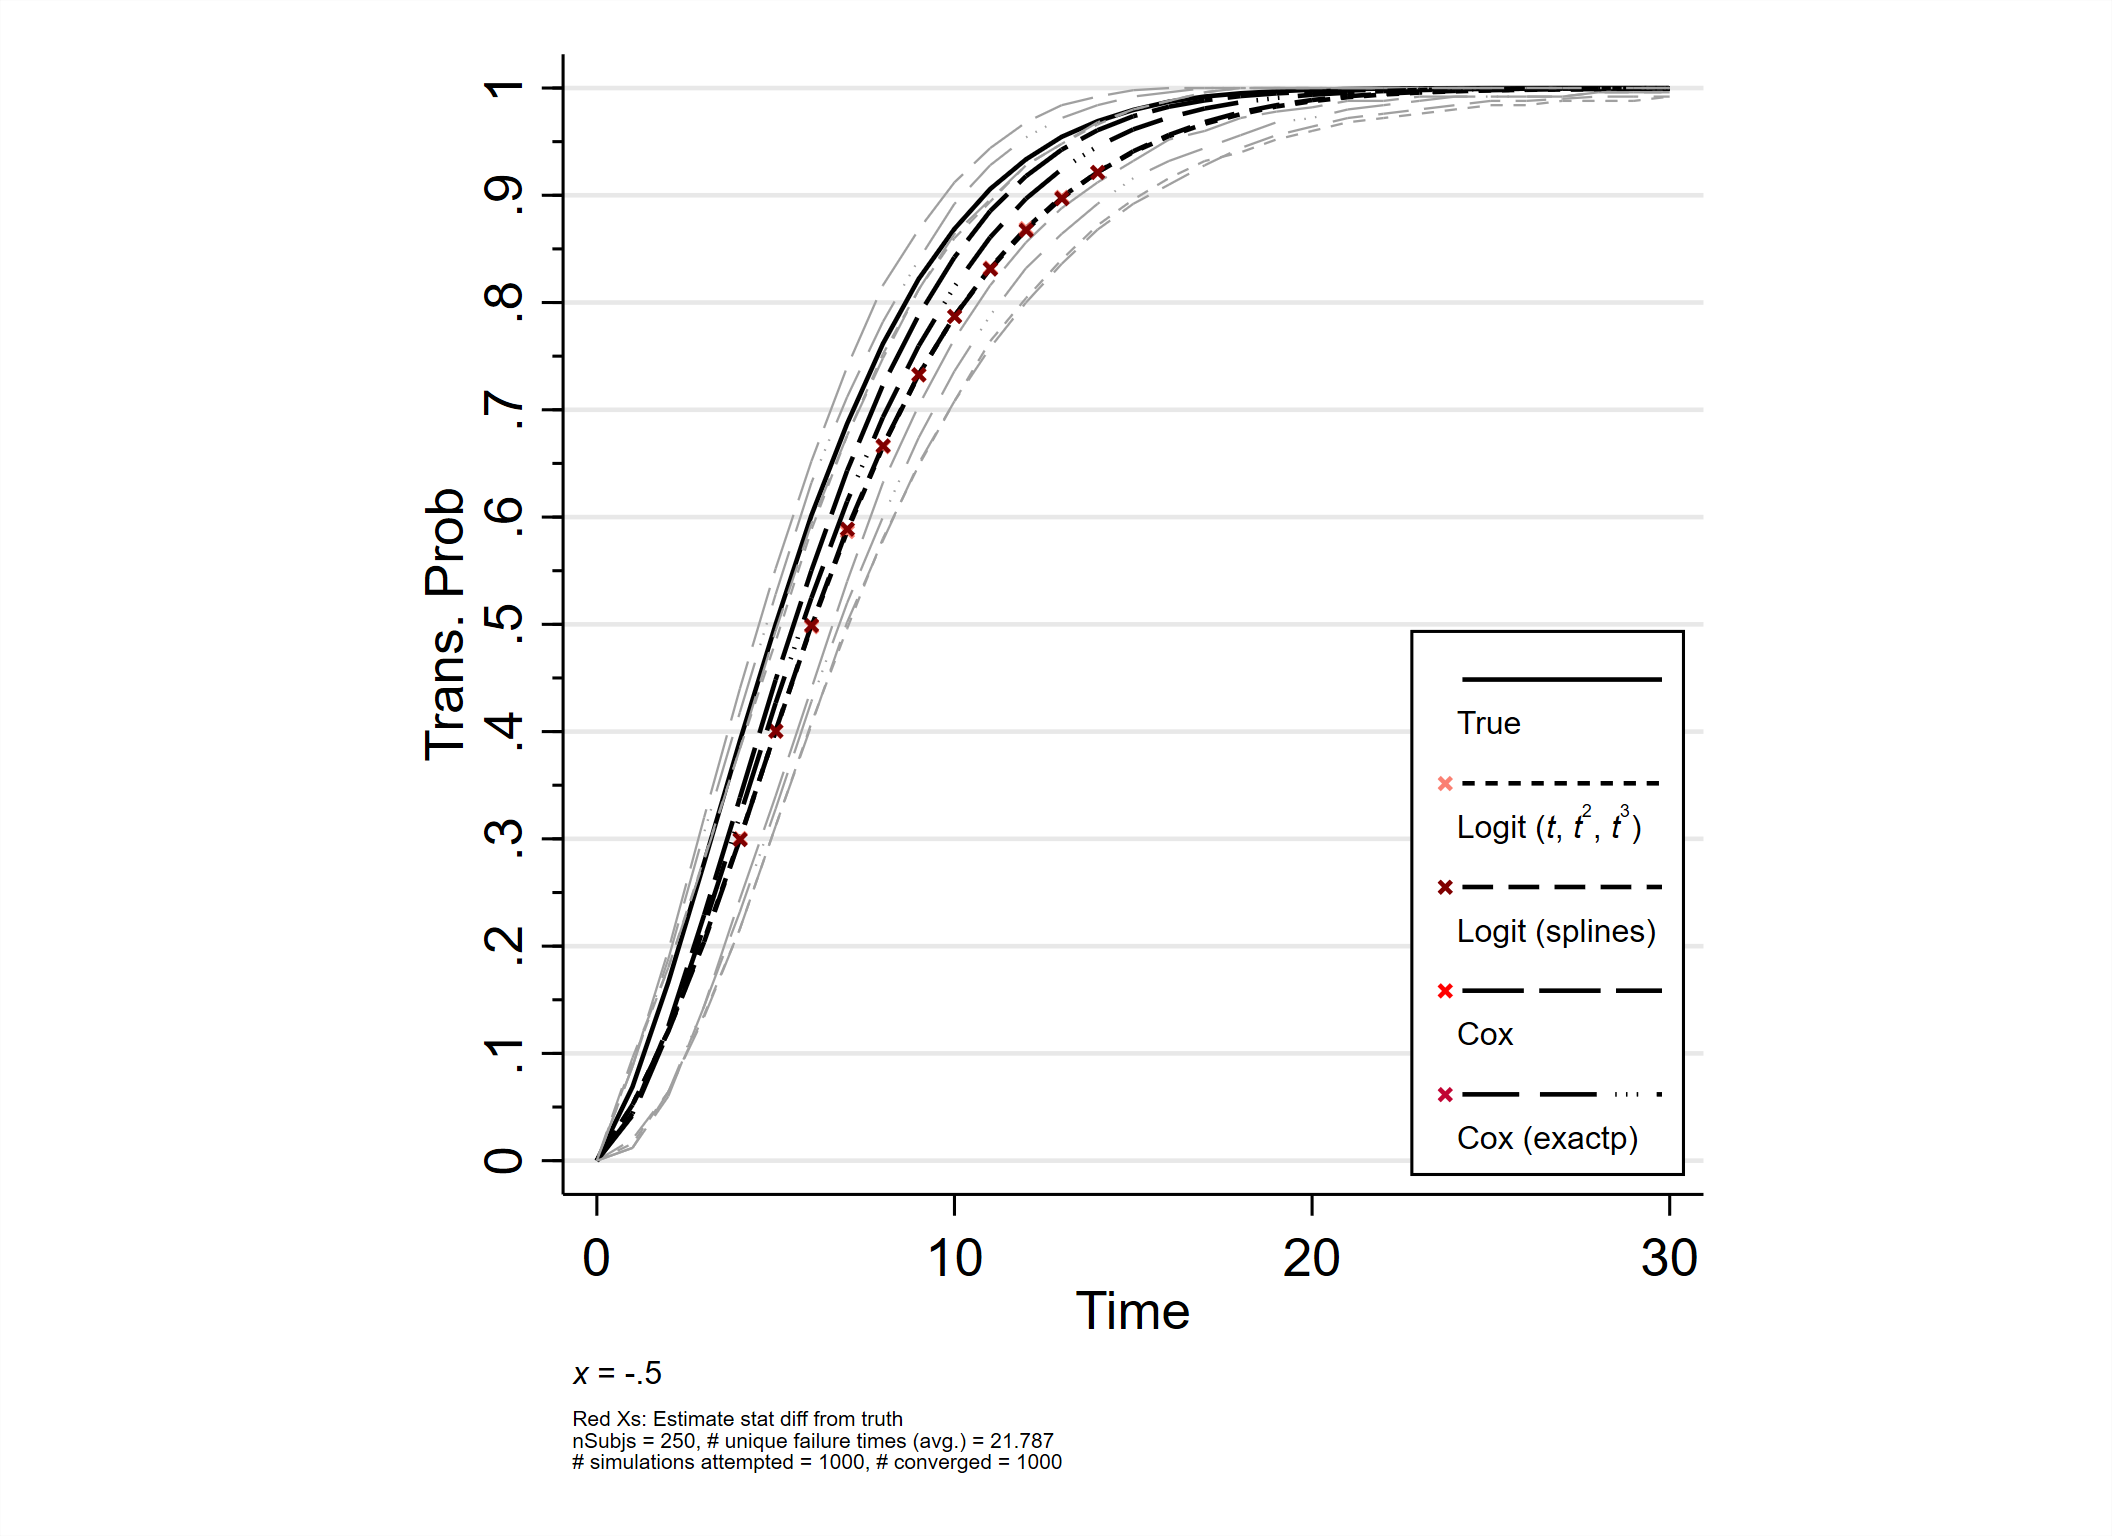 Trans. Prob
1
.9
.8
.7
.6
.5
.4
.3
.2
.1
0
True
Logit (t, t², t³)
Logit (splines)
Cox
Cox (exactp)
0 10 20 30
Time
x = -.5
Red Xs: Estimate stat diff from truth
nSubjs = 250, # unique failure times (avg.) = 21.787
# simulations attempted = 1000, # converged = 1000